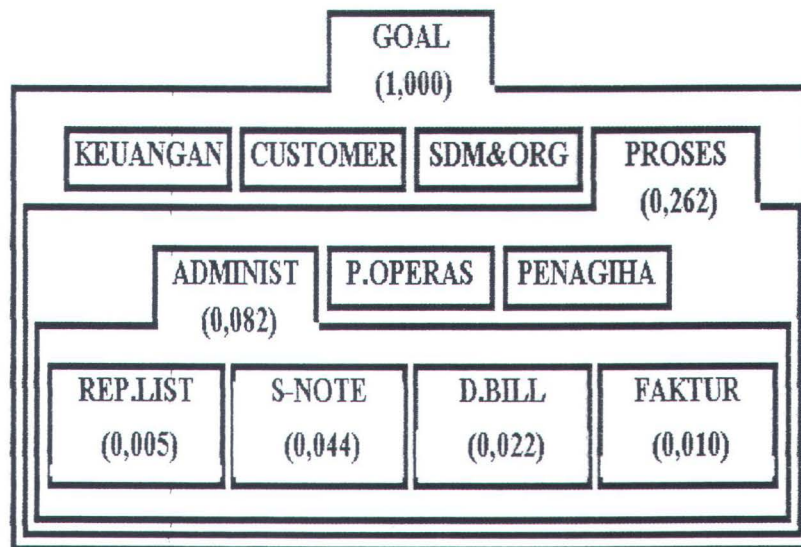 GOAL
(1,000)
KEUANGAN CUSTOMER SDM&ORG PROSES
(0,262)
ADMINIST P.OPERAS PENAGIHA
(0,082)
REP.LIST S-NOTE D.BILL FAKTUR
(0,005) (0,044) (0,022) (0,010)